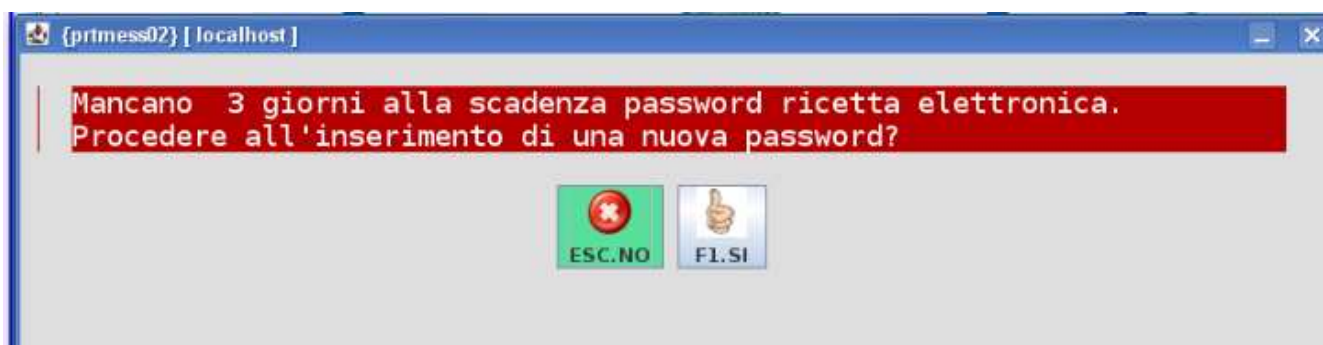 {prtmess02} [ localhost ]
Mancano  3 giorni alla scadenza password ricetta elettronica.
Procedere all'inserimento di una nuova password?
ESC.NO F1.SI